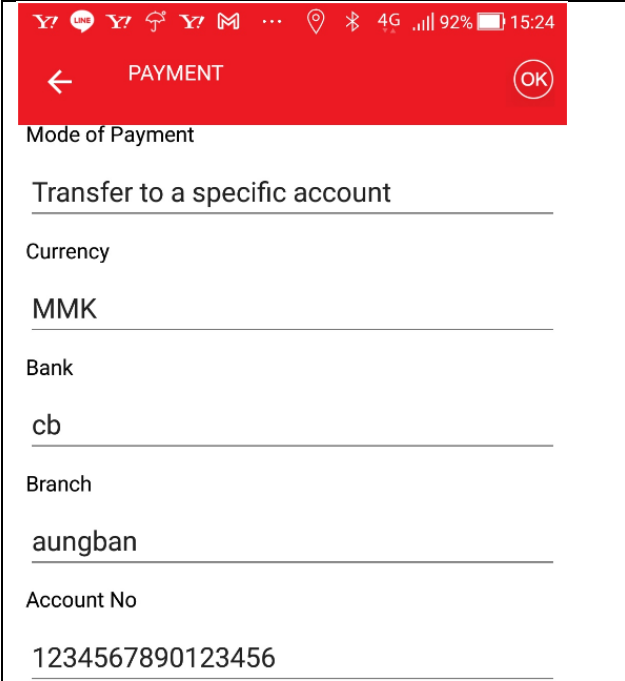 Y! LINE Y! Y! M ... 4G 92% 15:24
PAYMENT
OK
Mode of Payment
Transfer to a specific account
Currency
MMK
Bank
cb
Branch
aungban
Account No
1234567890123456